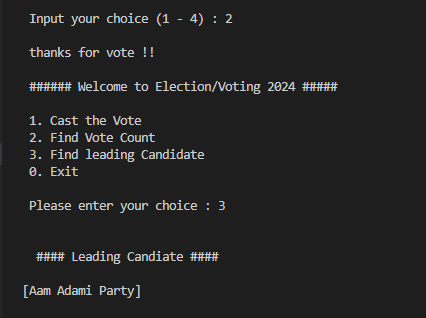 Input your choice (1 - 4) : 2
thanks for vote !!
###### Welcome to Election/Voting 2024 #####
1. Cast the Vote
2. Find Vote Count
3. Find leading Candidate
0. Exit
Please enter your choice : 3
#### Leading Candiate ####
[Aam Adami Party]